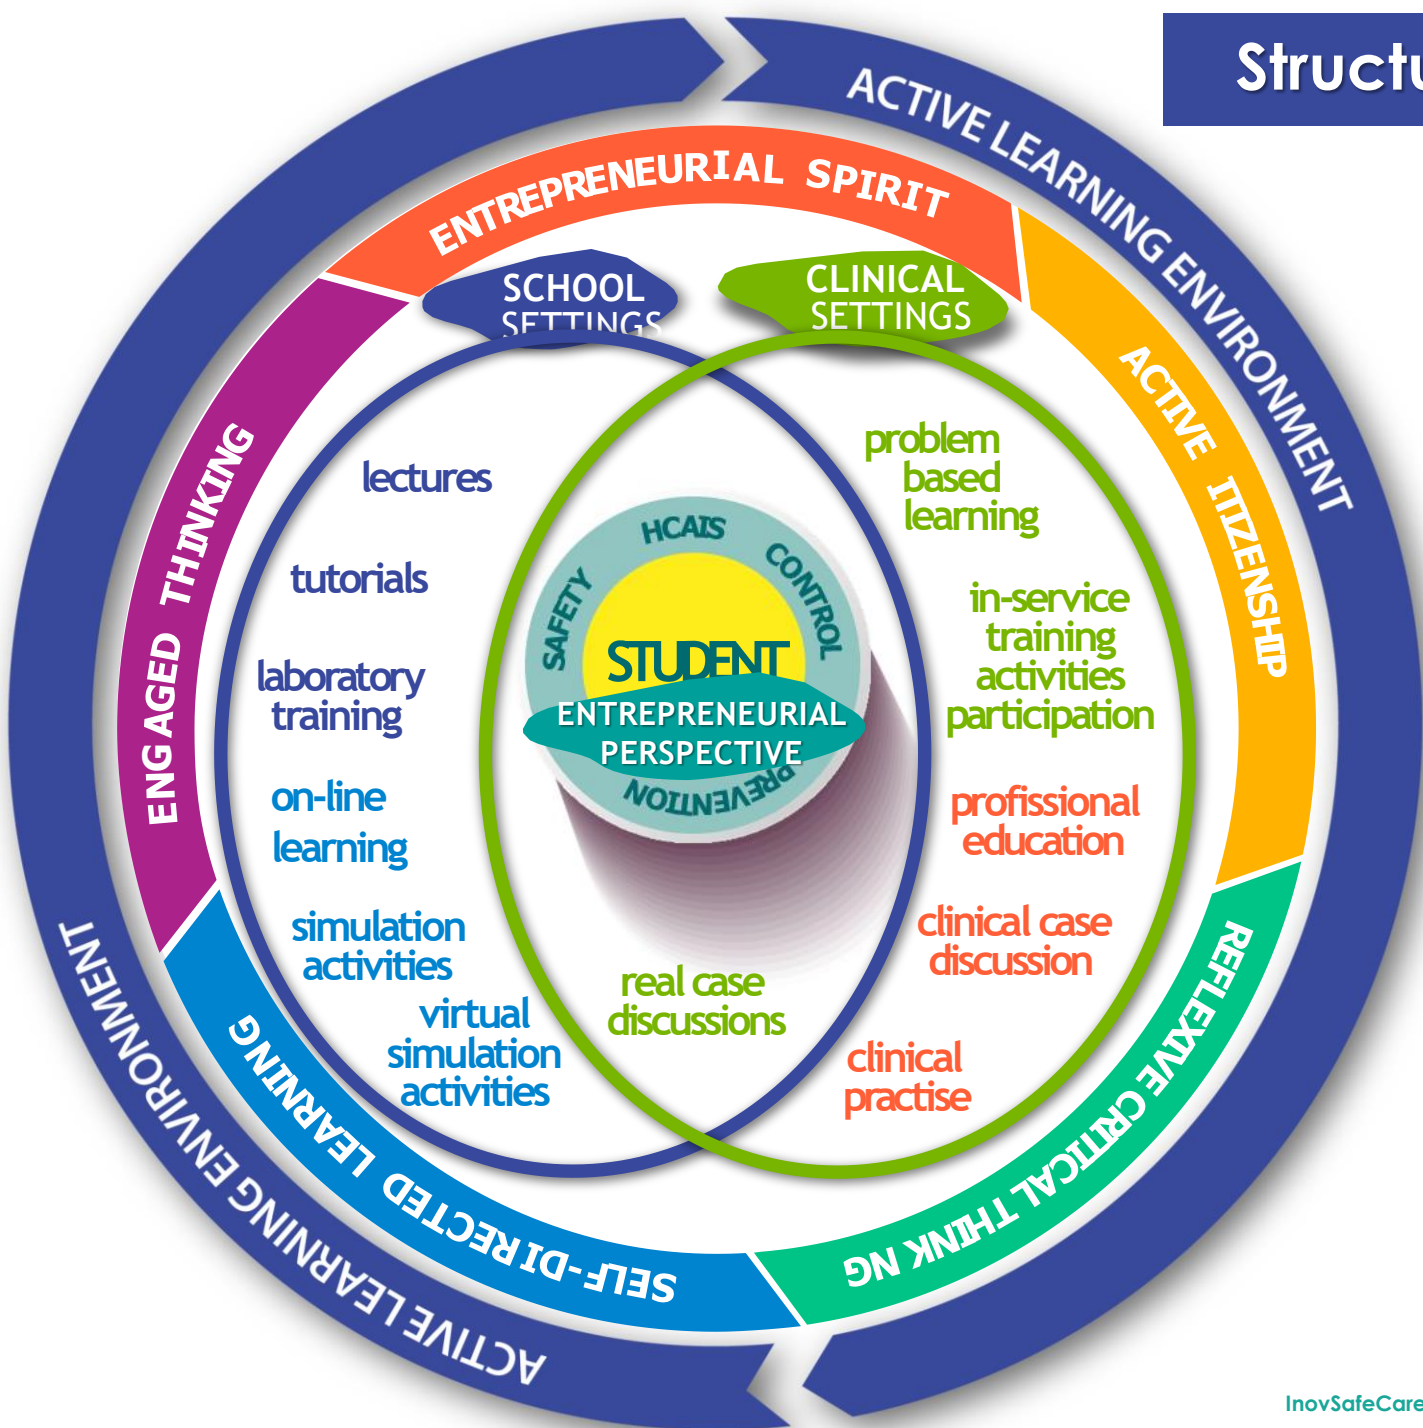 Structu
ACTIVE LEARNING ENVIRONMENT
ENTREPRENEURIAL SPIRIT
ACTIVE ITIZENSHIP
REFLEXIVE CRITICAL THINK NG
SELF-DIRECTED LEARNING
ENGAGED THINKING
ACTIVE LEARNING ENVIRONMENT
SCHOOL
SETTINGS
CLINICAL
SETTINGS
lectures
tutorials
laboratory
training
on-line
learning
simulation
activities
virtual
simulation
activities
SAFETY
HCAIS
CONTROL
PREVENTION
STUDENT
ENTREPRENEURIAL
PERSPECTIVE
real case
discussions
problem
based
learning
in-service
training
activities
participation
profissional
education
clinical case
discussion
clinical
practise
InovSafeCare